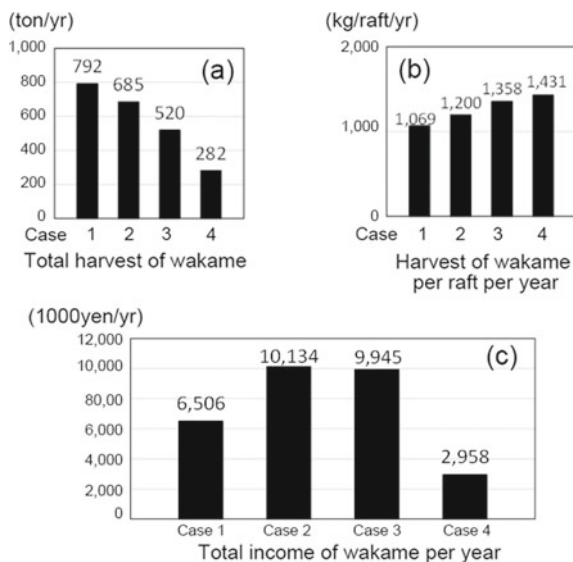 (ton/yr)
1,000
800
600
400
200
0
792
685
520
282
(a)
Case 1 2 3 4
Total harvest of wakame
(kg/raft/yr)
2,000
1,000
0
1,069
1,200
1,358
1,431
(b)
Case 1 2 3 4
Harvest of wakame
per raft per year
(1000yen/yr)
12,000
10,000
80,00
6,000
4,000
2,000
0
6,506
10,134
9,945
2,958
(c)
Case 1 Case 2 Case 3 Case 4
Total income of wakame per year